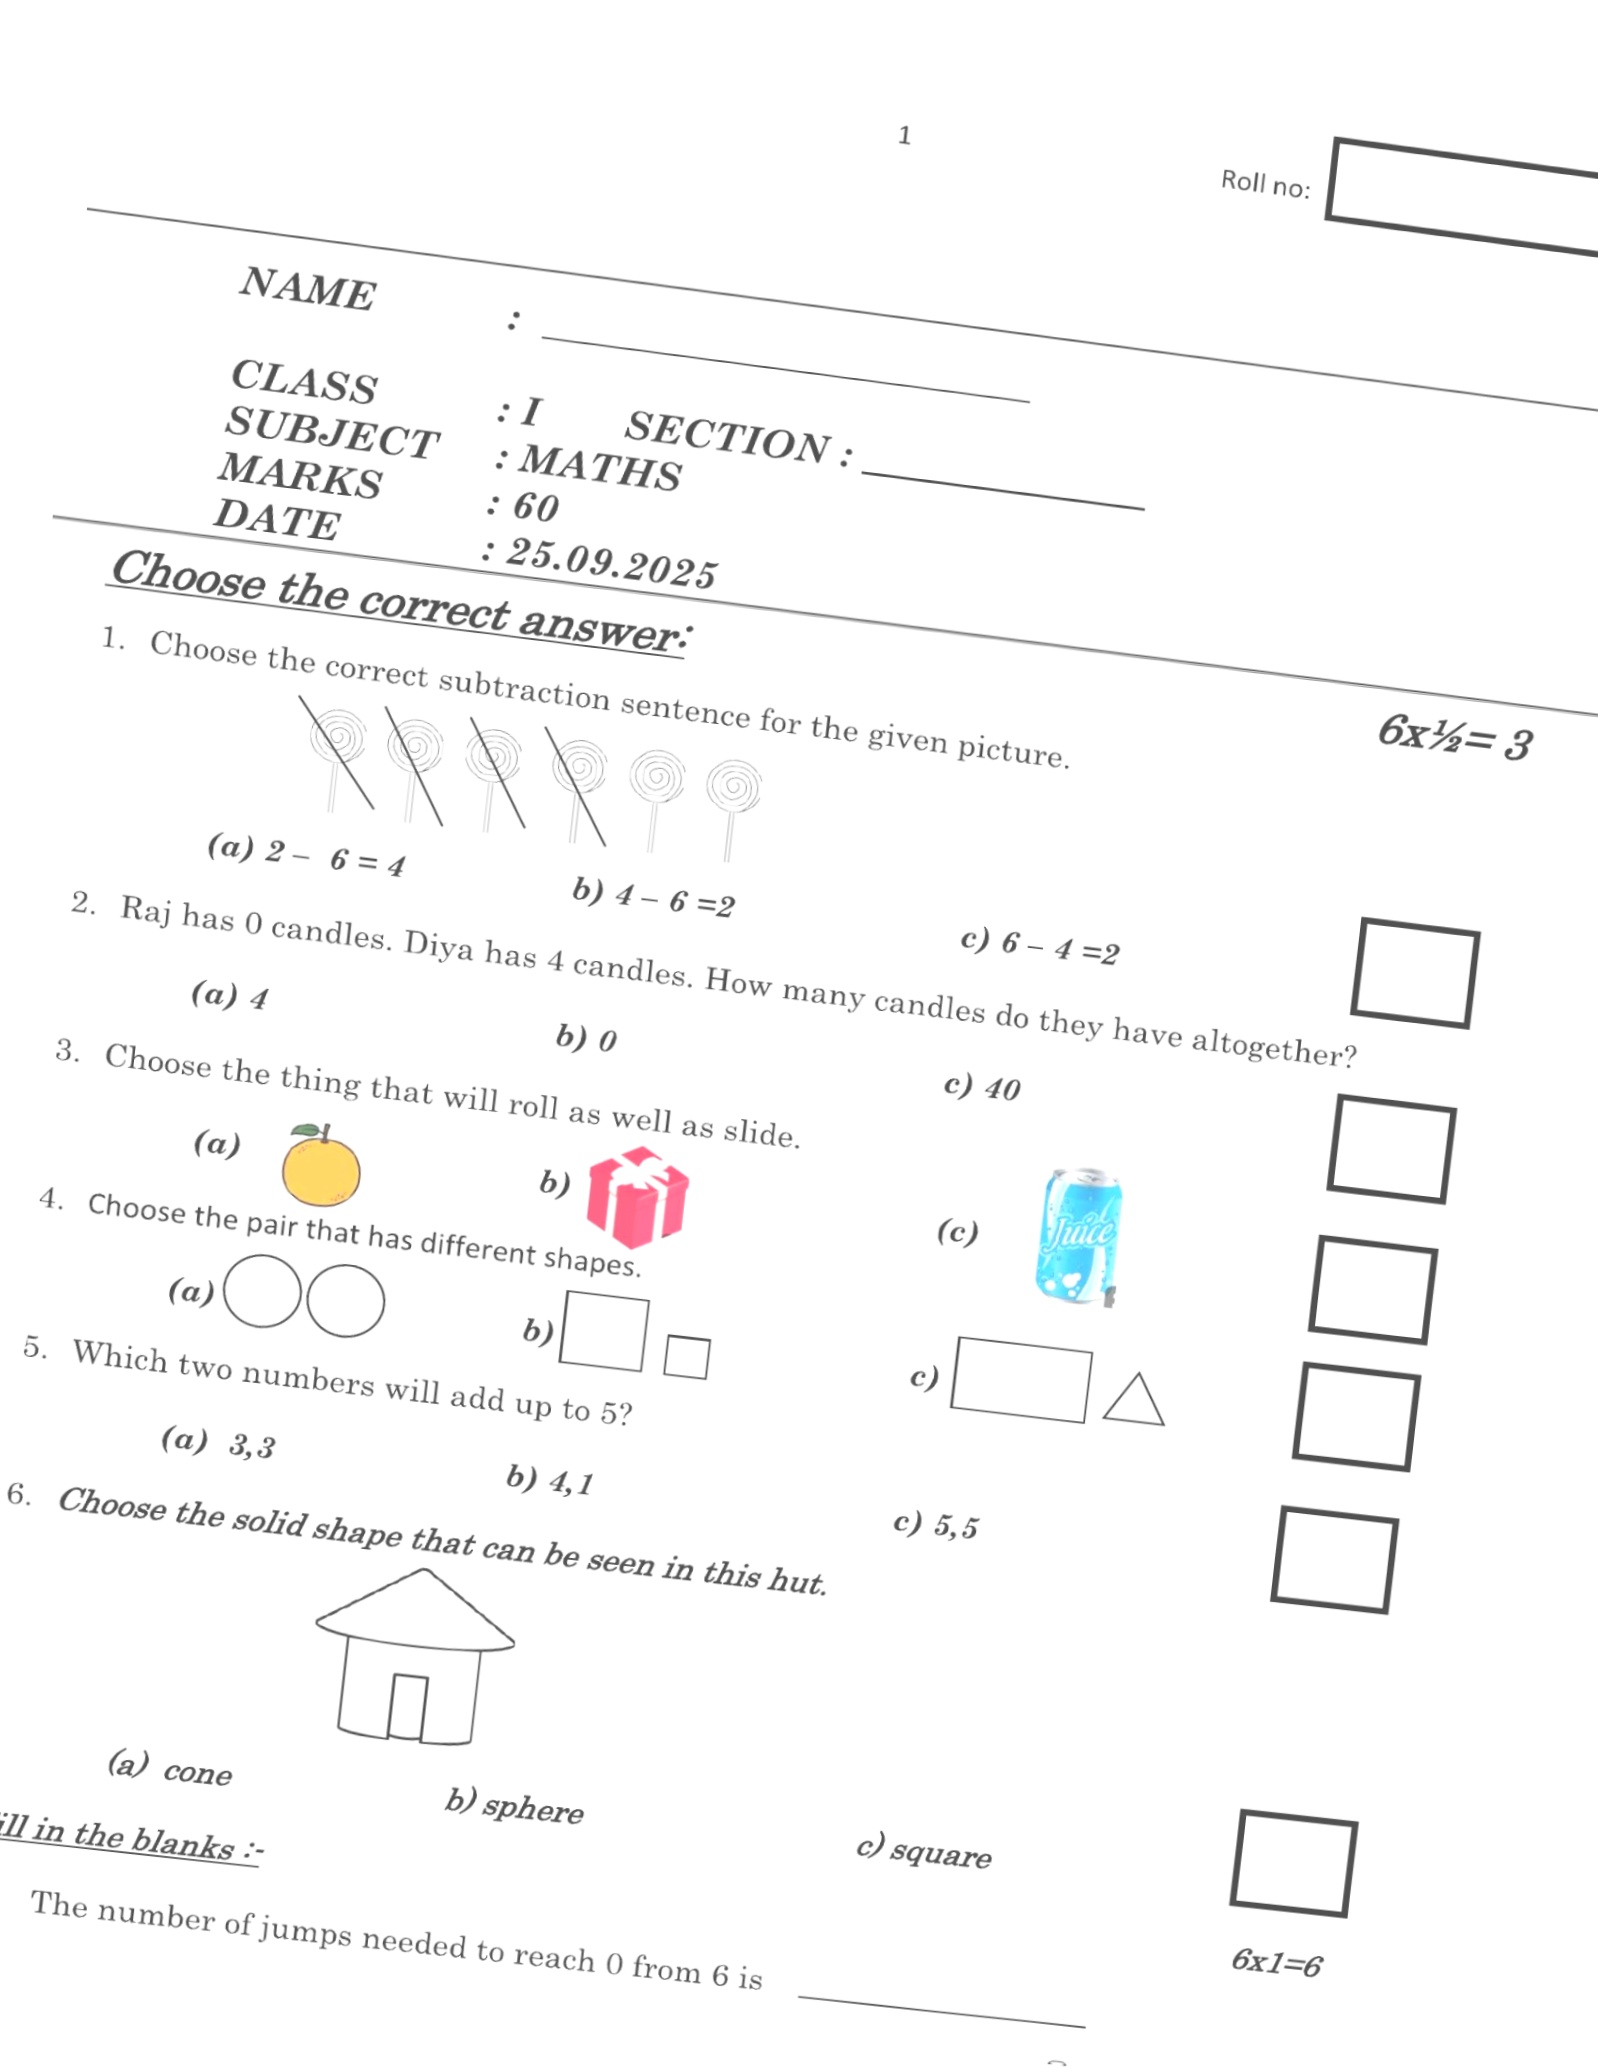 1
Roll no:
NAME :
CLASS : I SECTION :
SUBJECT : MATHS
MARKS : 60
DATE : 25.09.2025
Choose the correct answer:
6x½= 3
1. Choose the correct subtraction sentence for the given picture.
(a) 2 – 6 = 4 b) 4 – 6 =2 c) 6 – 4 =2
2. Raj has 0 candles. Diya has 4 candles. How many candles do they have altogether?
(a) 4 b) 0 c) 40
3. Choose the thing that will roll as well as slide.
(a) b) (c)
Juice
4. Choose the pair that has different shapes.
(a) b) c)
5. Which two numbers will add up to 5?
(a) 3,3 b) 4,1 c) 5,5
6. Choose the solid shape that can be seen in this hut.
(a) cone b) sphere c) square
ill in the blanks :-
6x1=6
The number of jumps needed to reach 0 from 6 is